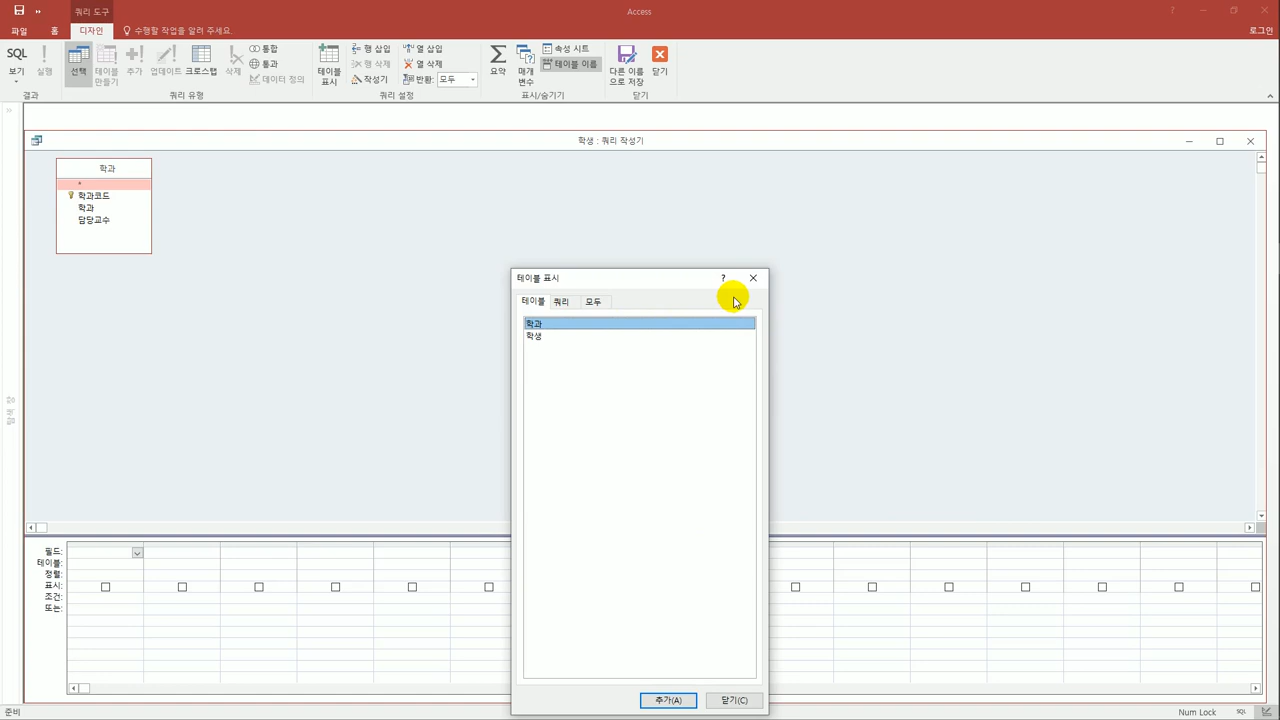 쿼리 도구
Access
파일
홈
디자인
수행할 작업을 알려 주세요.
로그인
SQL
보기
실행
선택
테이블
만들기
추가
업데이트
크로스탭
삭제
통합
통과
데이터 정의
테이블
표시
행 삽입
행 삭제
작성기
열 삽입
열 삭제
반환:
모두
요약
매개
변수
속성 시트
테이블 이름
다른 이름
으로 저장
닫기
결과
쿼리 유형
쿼리 설정
표시/숨기기
닫기
학생 : 쿼리 작성기
탐색 창
학과
*
학과코드
학과
담당교수
테이블 표시
?
테이블
쿼리
모두
학과
학생
추가(A)
닫기(C)
필드:
테이블:
정렬:
표시:
조건:
또는:
준비
Num Lock
SQL